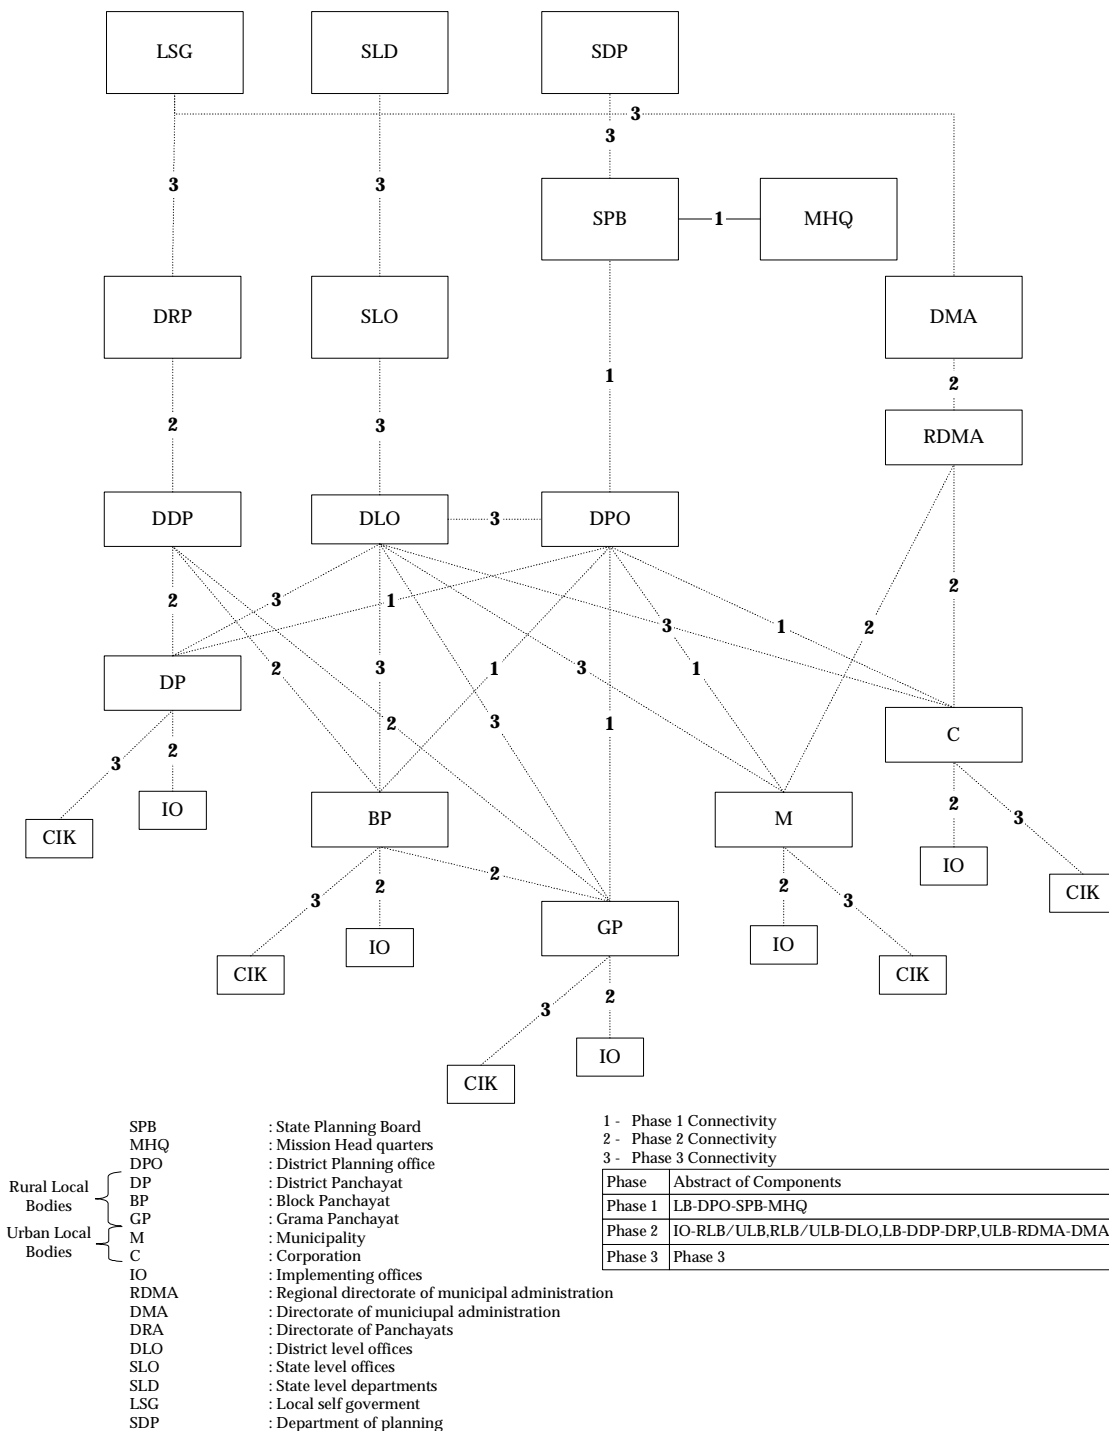 LSG SLD SDP
3
3
3 3
SPB 1 MHQ
DRP SLO DMA
1 2
2 3 RDMA
DDP DLO 3 DPO
2 3 1 3 1 2 2
2 3 1 3 1
DP
2 3 1
C
3 2
IO BP M 2 3
CIK 2 IO
3 2 2 3 CIK
GP
IO IO
CIK CIK
3 2
IO
CIK
SPB : State Planning Board
MHQ : Mission Head quarters
DPO : District Planning office
DP : District Panchayat
BP : Block Panchayat
GP : Grama Panchayat
M : Municipality
C : Corporation
IO : Implementing offices
RDMA : Regional directorate of municipal administration
DMA : Directorate of municiupal administration
DRA : Directorate of Panchayats
DLO : District level offices
SLO : State level offices
SLD : State level departments
LSG : Local self goverment
SDP : Department of planning
Rural Local
Bodies
Urban Local
Bodies
1 - Phase 1 Connectivity
2 - Phase 2 Connectivity
3 - Phase 3 Connectivity
Phase Abstract of Components
Phase 1 LB-DPO-SPB-MHQ
Phase 2 IO-RLB/ULB,RLB/ULB-DLO,LB-DDP-DRP,ULB-RDMA-DMA
Phase 3 Phase 3